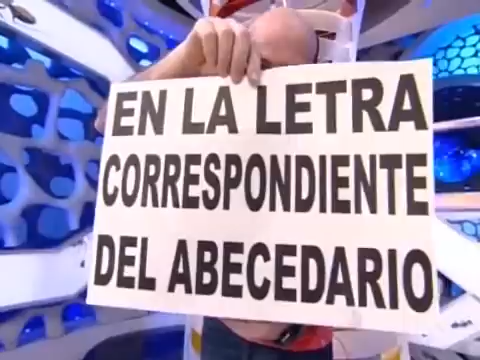 EN LA LETRA
CORRESPONDIENTE
DEL ABECEDARIO